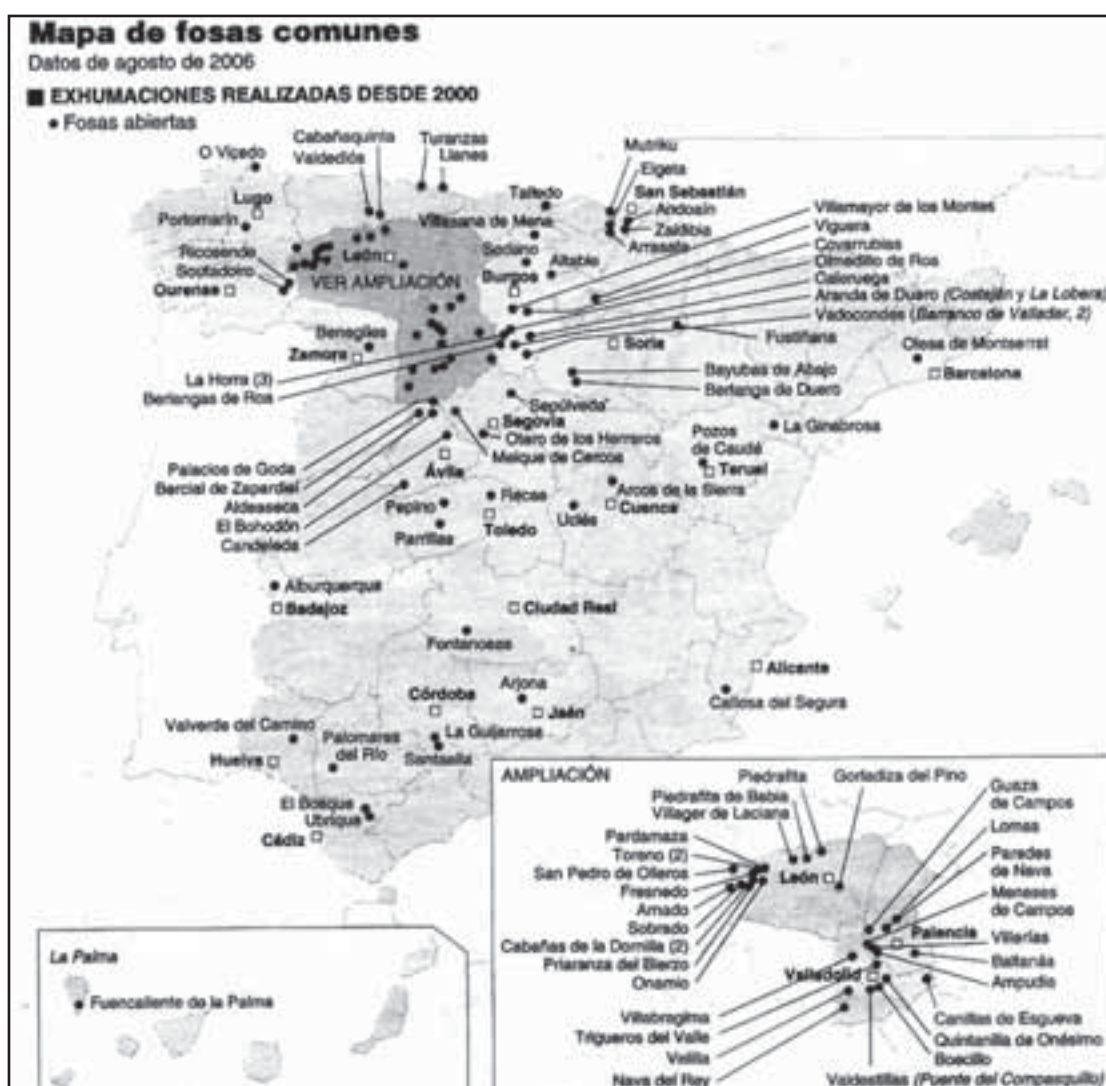 Mapa de fosas comunes
Datos de agosto de 2006
EXHUMACIONES REALIZADAS DESDE 2000
Fosas abiertas
O Vicedo
Cabañaquinta
Valdediós
Turanzas
Llanes
Mutriku
Elgeta
San Sebastián
Andoain
Zaldibia
Arrasate
Taltedo
Lugo
Portomarín
Villasana de Mena
Villamayor de los Montes
Viguera
Covarrubias
Olmedillo de Roa
Caleruega
Aranda de Duero (Costaján y La Lobera)
Vadocondes (Barranco de Valladar, 2)
Ricosende
Soutadoiro
Ourense
León
VER AMPLIACIÓN
Sedano
Altable
Burgos
Benegiles
Zamora
Soria
Fustiñana
Olesa de Montserrat
Barcelona
La Horra (3)
Berlangas de Roa
Bayubas de Abajo
Berlanga de Duero
Sepúlveda
Segovia
Otero de los Herreros
Melque de Cercos
La Ginebrosa
Pozos
de Caudé
Teruel
Palacios de Goda
Bercial de Zapardiel
Aldeaseca
El Bohodón
Candeleda
Ávila
Pepino
Parrillas
Recas
Toledo
Uclés
Arcos de la Sierra
Cuenca
Alburquerque
Badajoz
Ciudad Real
Fontanosas
Alicante
Callosa del Segura
Arjona
Jaén
Córdoba
La Guijarrosa
Santaella
Valverde del Camino
Huelva
Palomares
del Río
El Bosque
Ubrique
Cádiz
La Palma
Fuencaliente de la Palma
AMPLIACIÓN
Piedrafita
Gordaliza del Pino
Piedrafita de Babia
Villager de Laciana
Guaza
de Campos
Lomas
Paredes
de Nava
Meneses
de Campos
Pardamaza
Toreno (2)
San Pedro de Olleros
Fresnedo
Arnado
Sobrado
Cabañas de la Dornilla (2)
Priaranza del Bierzo
Onamio
León
Palencia
Villerías
Baltanás
Ampudia
Valladolid
Villabragima
Trigueros del Valle
Velilla
Nava del Rey
Canillas de Esgueva
Quintanilla de Onésimo
Boecillo
Valdestillas (Puente del Compasquillo)